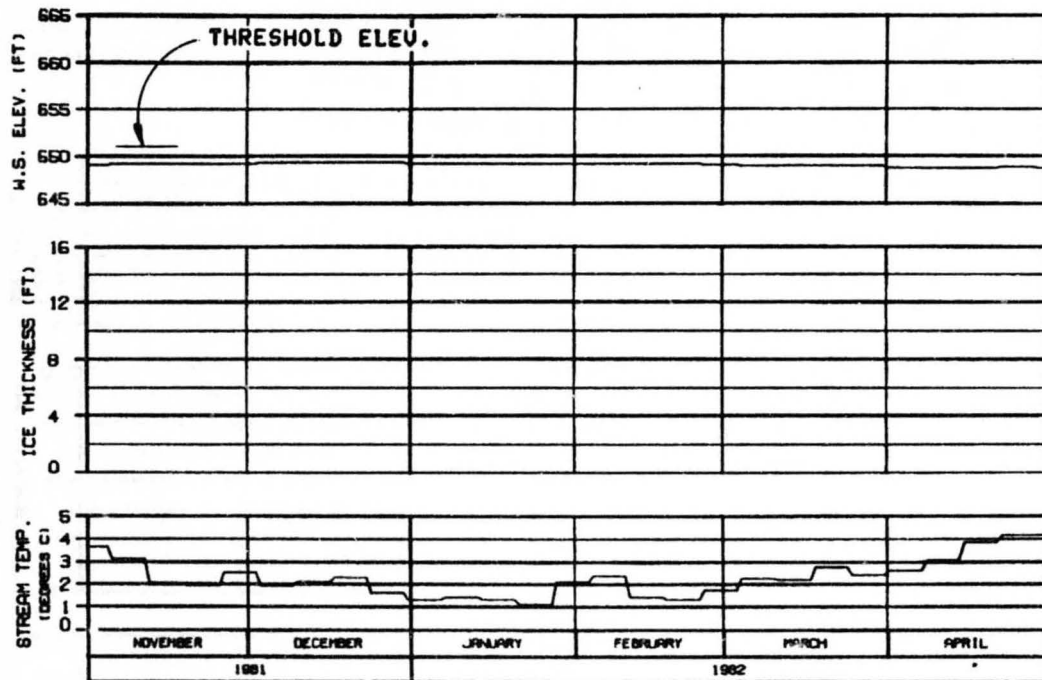 THRESHOLD ELEV.
W.S. ELEV. (FT)
665
660
655
650
645
ICE THICKNESS (FT)
16
12
8
4
0
STREAM TEMP.
(DEGREES C)
5
4
3
2
1
0
NOVEMBER DECEMBER JANUARY FEBRUARY MARCH APRIL
1981 1982